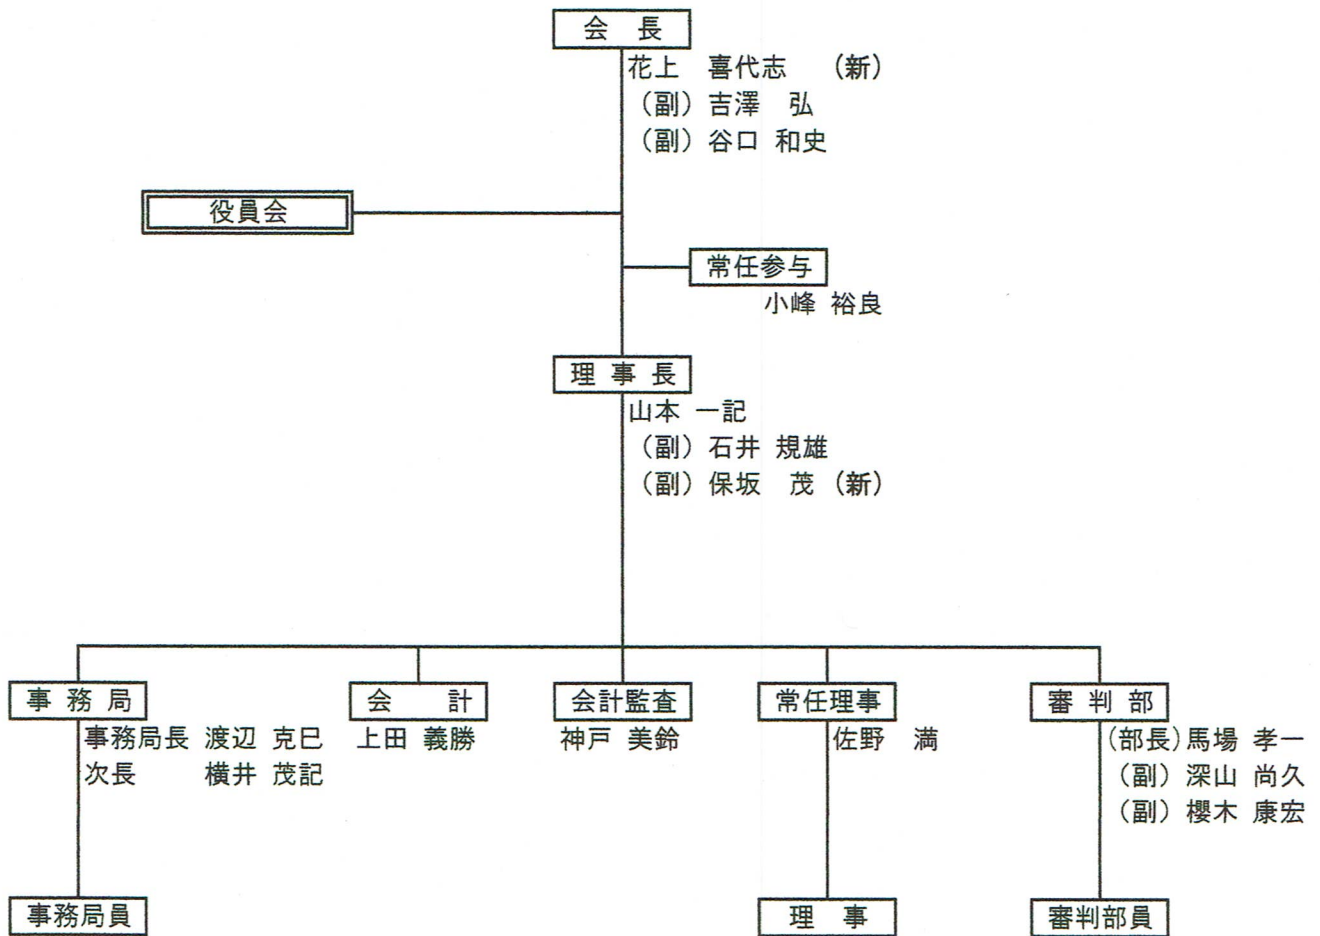 会　長
花上　喜代志　（新）
（副）吉澤　弘
（副）谷口 和史
役員会
常任参与
小峰 裕良
理 事 長
山本 一記
（副）石井 規雄
（副）保坂　茂（新）
事 務 局
事務局長 渡辺 克巳
次長　　　横井 茂記
会　　計
上田 義勝
会計監査
神戸 美鈴
常任理事
佐野　満
審 判 部
(部長)馬場 孝一
（副）深山 尚久
（副）櫻木 康宏
事務局員
理　事
審判部員